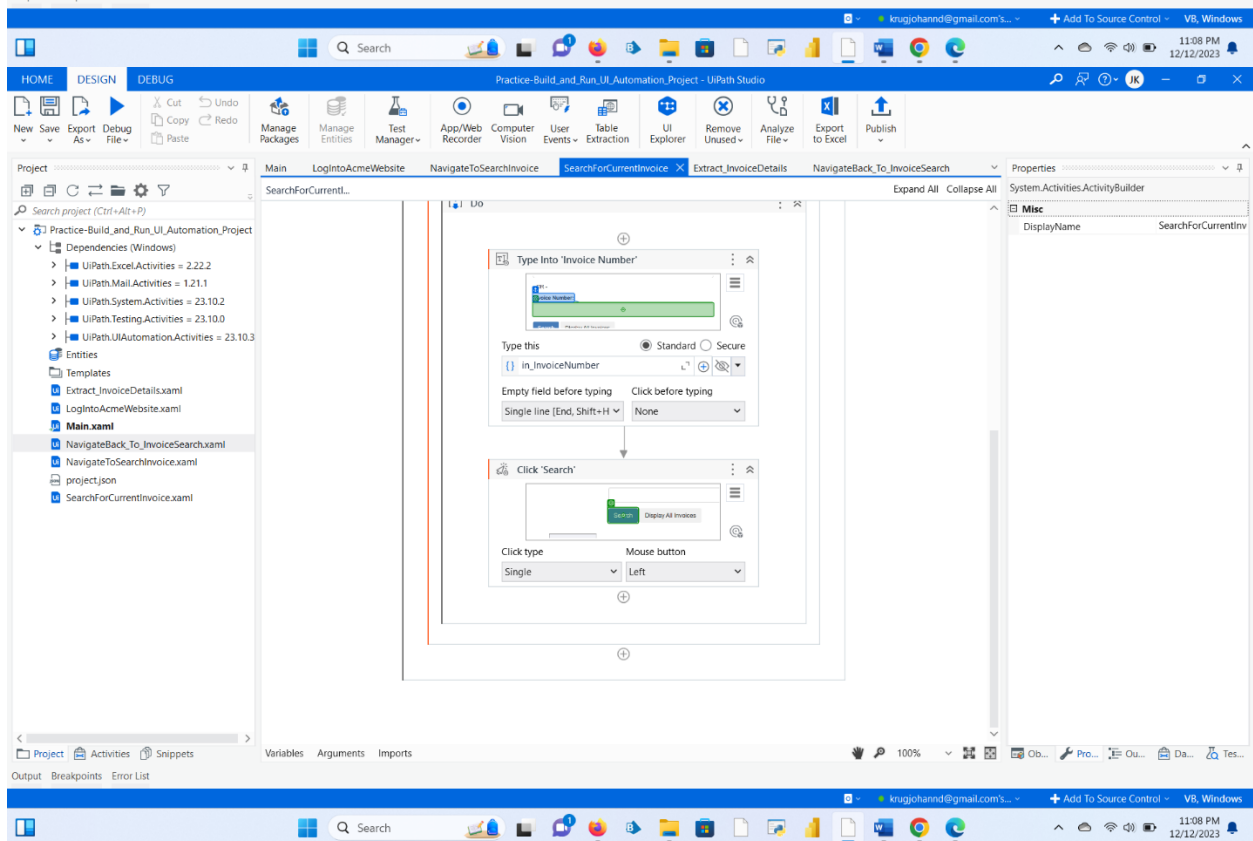 krugjohannd@gmail.com's... Add To Source Control VB, Windows
Search
11:08 PM
12/12/2023
HOME DESIGN DEBUG Practice-Build_and_Run_UI_Automation_Project - UiPath Studio JK
Cut Undo
Copy Redo
Paste
New Save Export As Debug File Manage Packages Manage Entities Test Manager App/Web Recorder Computer Vision User Events Table Extraction UI Explorer Remove Unused Analyze File Export to Excel Publish
Project Main LogIntoAcmeWebsite NavigateToSearchInvoice SearchForCurrentInvoice Extract_InvoiceDetails NavigateBack_To_InvoiceSearch Properties
SearchForCurrentI... Expand All Collapse All System.Activities.ActivityBuilder
Search project (Ctrl+Alt+P)
Do
Misc
DisplayName SearchForCurrentInv
Practice-Build_and_Run_UI_Automation_Project
Dependencies (Windows)
UiPath.Excel.Activities = 2.22.2
UiPath.Mail.Activities = 1.21.1
UiPath.System.Activities = 23.10.2
UiPath.Testing.Activities = 23.10.0
UiPath.UIAutomation.Activities = 23.10.3
Entities
Templates
Extract_InvoiceDetails.xaml
LogIntoAcmeWebsite.xaml
Main.xaml
NavigateBack_To_InvoiceSearch.xaml
NavigateToSearchInvoice.xaml
project.json
SearchForCurrentInvoice.xaml
Type Into 'Invoice Number'
Type this Standard Secure
in_InvoiceNumber
Empty field before typing Click before typing
Single line [End, Shift+H None
Click 'Search'
Search Display All Invoices
Click type Mouse button
Single Left
Project Activities Snippets Variables Arguments Imports 100% Ob... Pro... Ou... Da... Tes...
Output Breakpoints Error List
krugjohannd@gmail.com's... Add To Source Control VB, Windows
Search
11:08 PM
12/12/2023